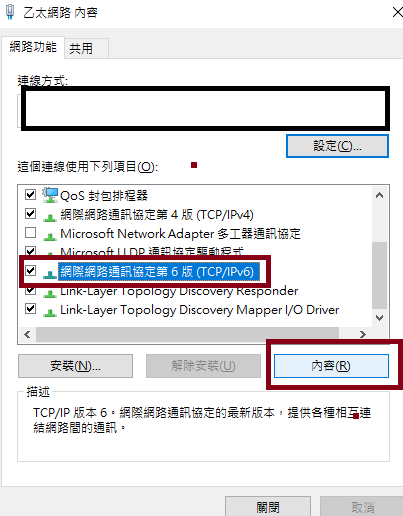 乙太網路 內容
網路功能 共用
連線方式:
設定(C)...
這個連線使用下列項目(O):
QoS 封包排程器
網際網路通訊協定第 4 版 (TCP/IPv4)
Microsoft Network Adapter 多工器通訊協定
Microsoft LLDP 通訊協定驅動程式
網際網路通訊協定第 6 版 (TCP/IPv6)
Link-Layer Topology Discovery Responder
Link-Layer Topology Discovery Mapper I/O Driver
安裝(N)... 解除安裝(U) 內容(R)
描述
TCP/IP 版本 6。網際網路通訊協定的最新版本，提供各種相互連
結網路間的通訊。
關閉 取消